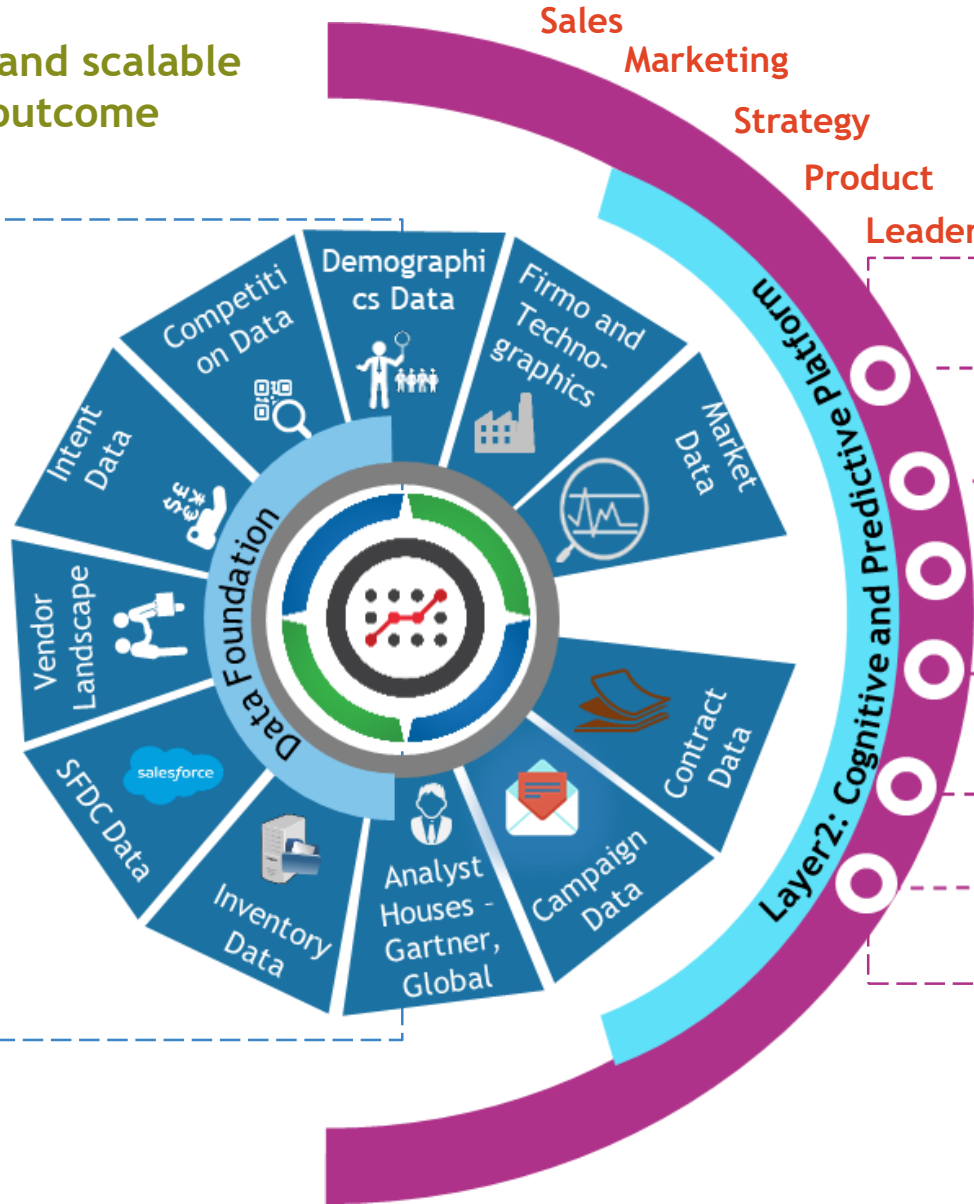 and scalable
outcome
Sales
Marketing
Strategy
Product
Leader
Demographi
cs Data
Firmo and
Techno-
graphics
Market
Data
Competiti
on Data
Intent
Data
Vendor
Landscape
SFDC Data
salesforce
Inventory
Data
Analyst
Houses -
Gartner,
Global
Campaign
Data
Contract
Data
Data Foundation
Layer2: Cognitive and Predictive Platform